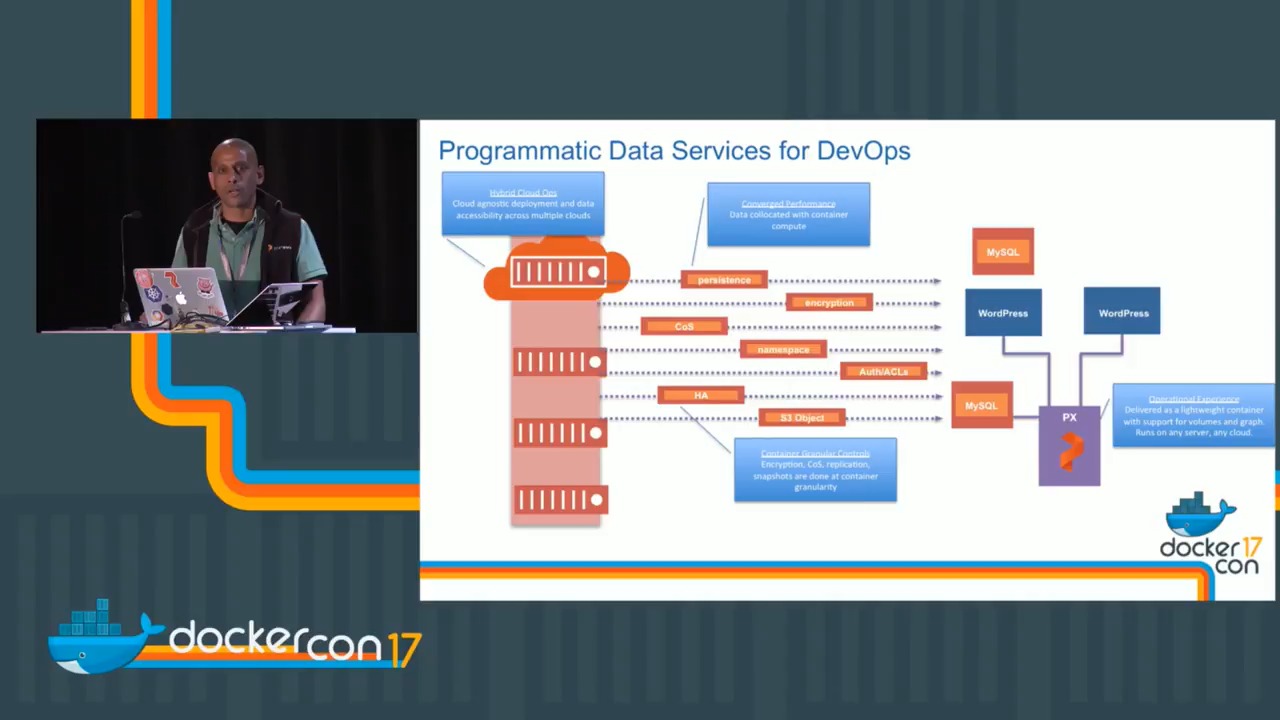 Programmatic Data Services for DevOps
Hybrid Cloud Ops
Cloud agnostic deployment and data
accessibility across multiple clouds
Converged Performance
Data collocated with container
compute
MySQL
persistence
encryption
WordPress
WordPress
CoS
namespace
Auth/ACLs
HA
MySQL
S3 Object
PX
Operational Experience
Delivered as a lightweight container
with support for volumes and graph.
Runs on any server, any cloud.
Container Granular Controls
Encryption, CoS, replication,
snapshots are done at container
granularity
docker 17
con
dockercon 17